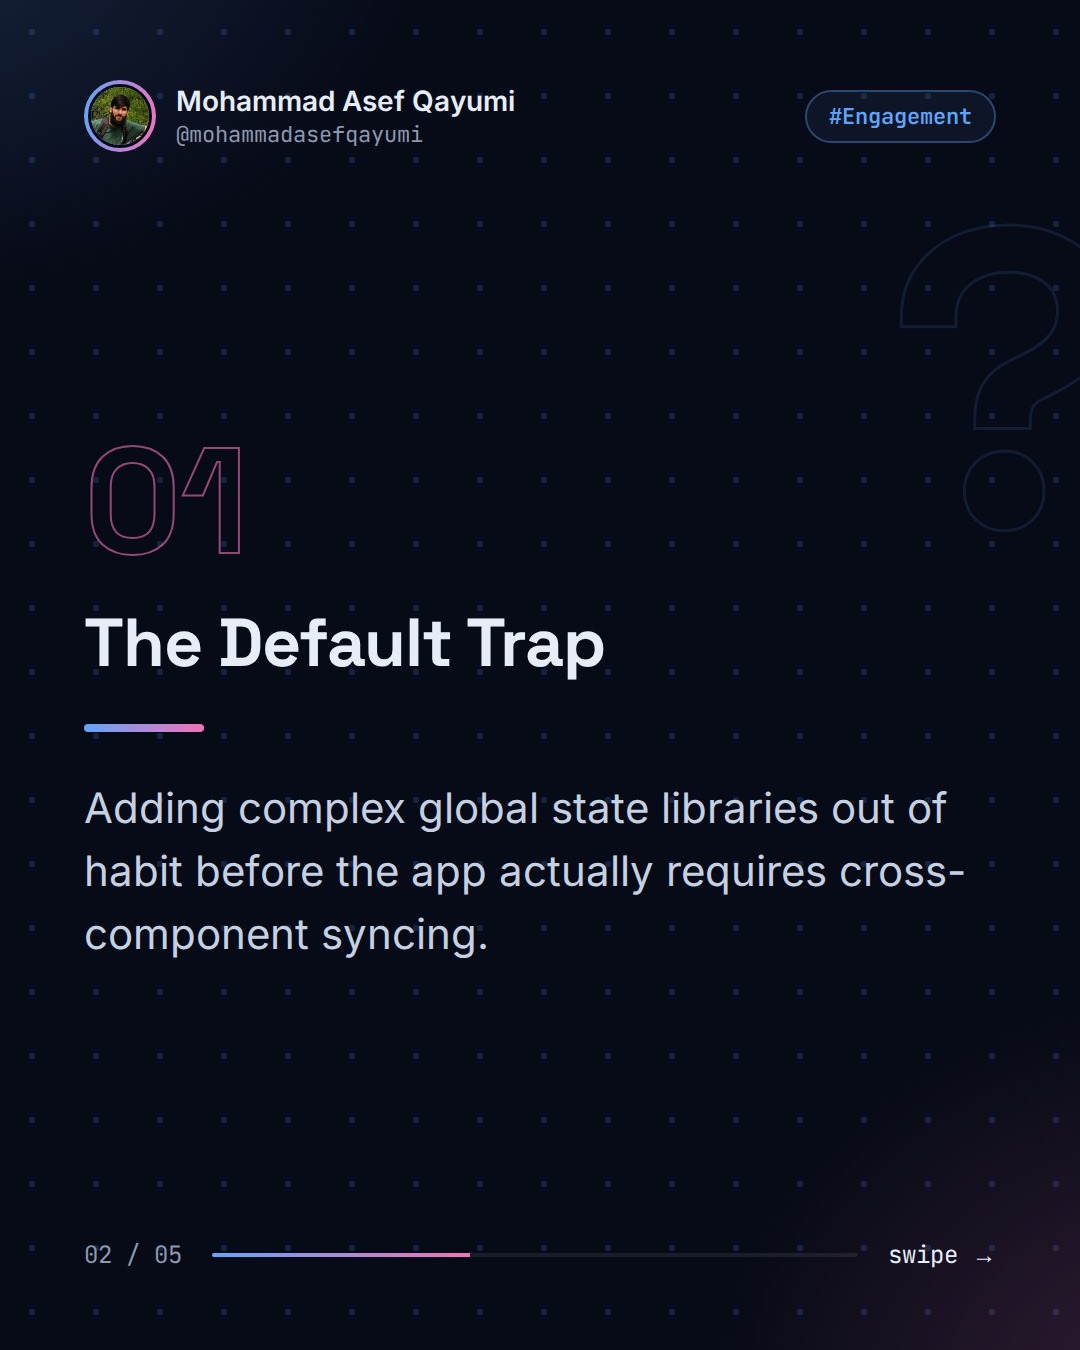 Mohammad Asef Qayumi
@mohammadasefqayumi
#Engagement
?
01
The Default Trap
Adding complex global state libraries out of
habit before the app actually requires cross-
component syncing.
02 / 05
swipe →